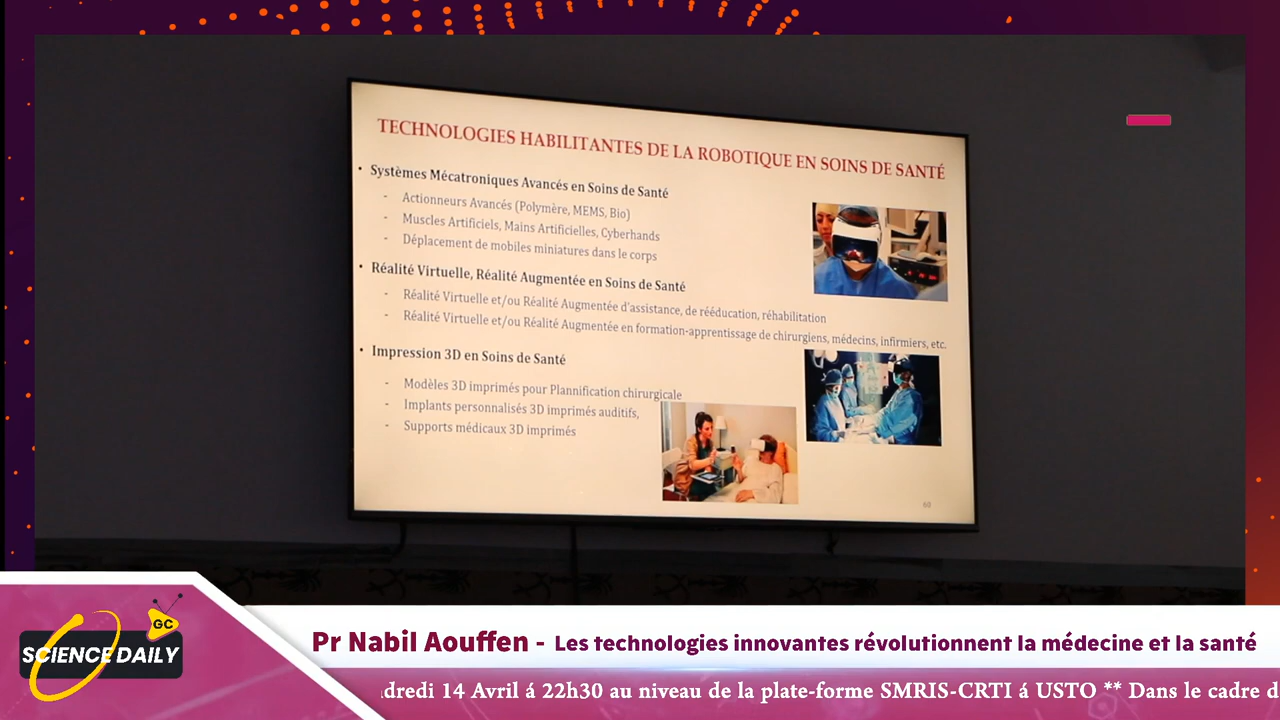 TECHNOLOGIES HABILITANTES DE LA ROBOTIQUE EN SOINS DE SANTÉ
• Systèmes Mécatroniques Avancés en Soins de Santé
- Actionneurs Avancés (Polymère, MEMS, Bio)
- Muscles Artificiels, Mains Artificielles, Cyberhands
- Déplacement de mobiles miniatures dans le corps
• Réalité Virtuelle, Réalité Augmentée en Soins de Santé
- Réalité Virtuelle et/ou Réalité Augmentée d'assistance, de rééducation, réhabilitation
- Réalité Virtuelle et/ou Réalité Augmentée en formation-apprentissage de chirurgiens, médecins, infirmiers, etc.
• Impression 3D en Soins de Santé
- Modèles 3D imprimés pour Plannification chirurgicale
- Implants personnalisés 3D imprimés auditifs,
- Supports médicaux 3D imprimés
60
GC
SCIENCE DAILY
Pr Nabil Aouffen - Les technologies innovantes révolutionnent la médecine et la santé
dredi 14 Avril á 22h30 au niveau de la plate-forme SMRIS-CRTI á USTO ** Dans le cadre d